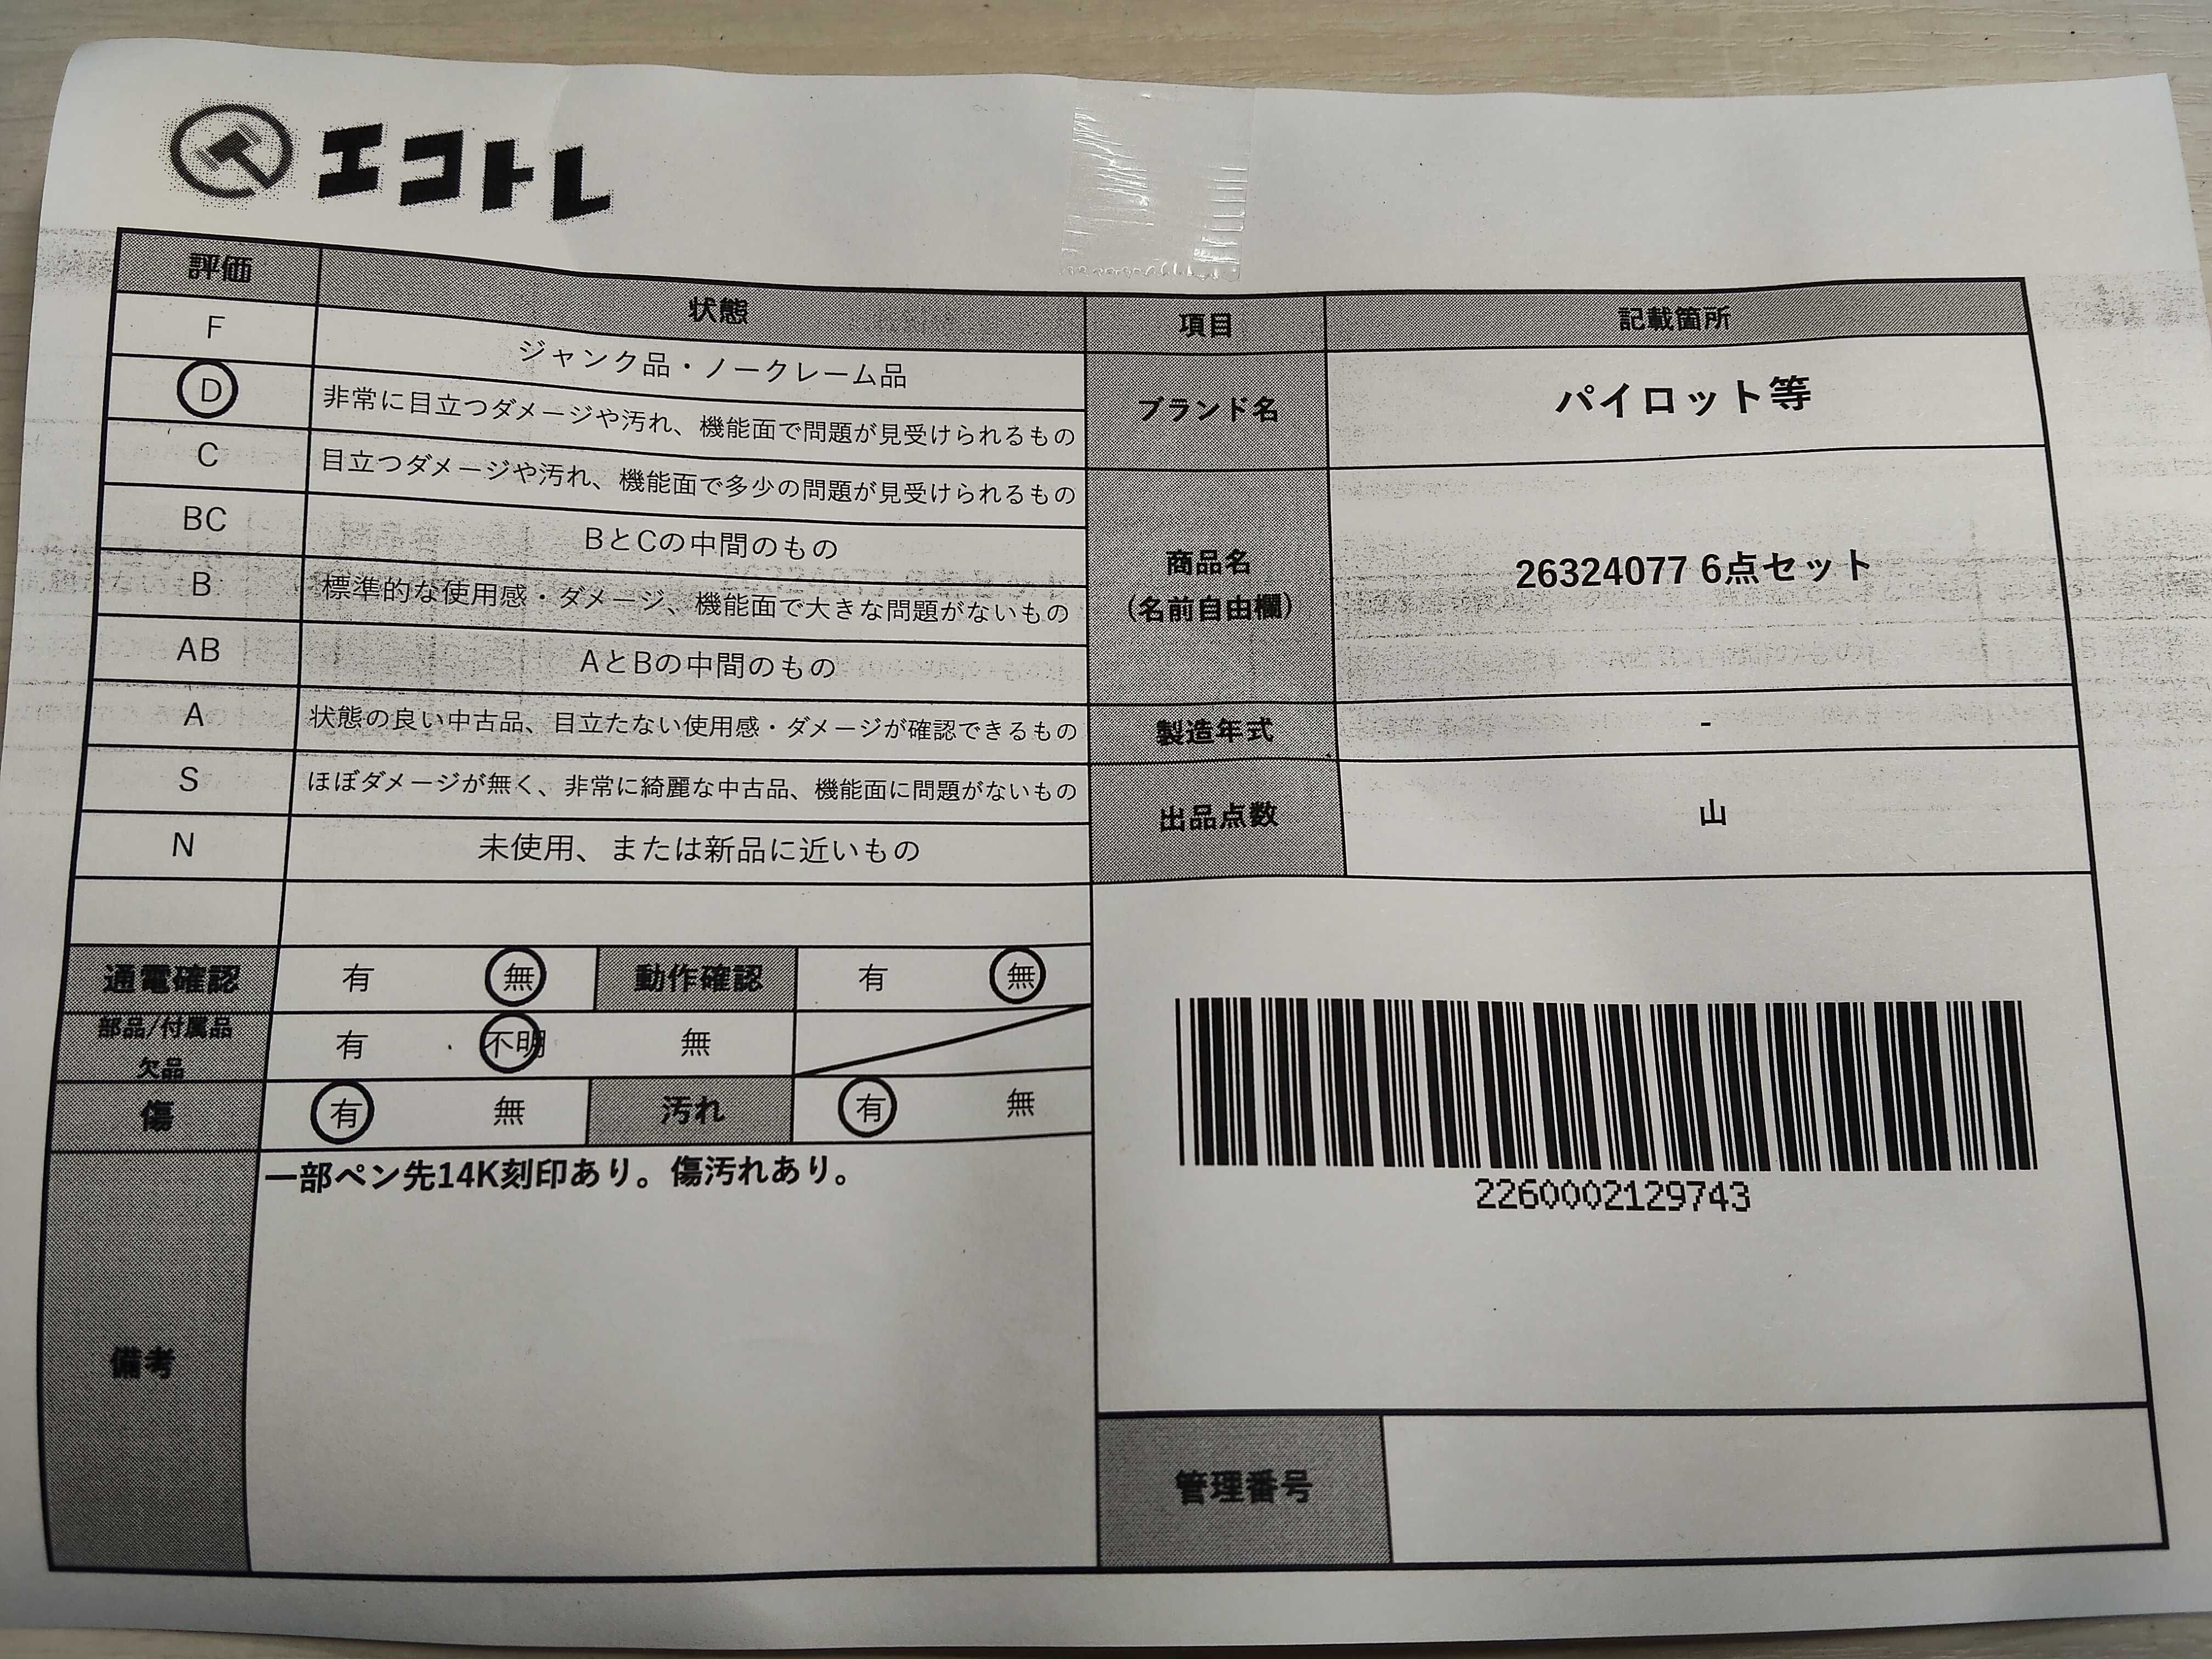 エコトレ
評価 状態
F ジャンク品・ノークレーム品
D 非常に目立つダメージや汚れ、機能面で問題が見受けられるもの
C 目立つダメージや汚れ、機能面で多少の問題が見受けられるもの
BC BとCの中間のもの
B 標準的な使用感・ダメージ、機能面で大きな問題がないもの
AB AとBの中間のもの
A 状態の良い中古品、目立たない使用感・ダメージが確認できるもの
S ほぼダメージが無く、非常に綺麗な中古品、機能面に問題がないもの
N 未使用、または新品に近いもの
通電確認 有 無 動作確認 有 無
部品/付属品
欠品
有 不明 無
傷 有 無 汚れ 有 無
備考
一部ペン先14K刻印あり。傷汚れあり。
項目 記載箇所
ブランド名 パイロット等
商品名
(名前自由欄)
26324077 6点セット
製造年式 -
出品点数 山
2260002129743
管理番号